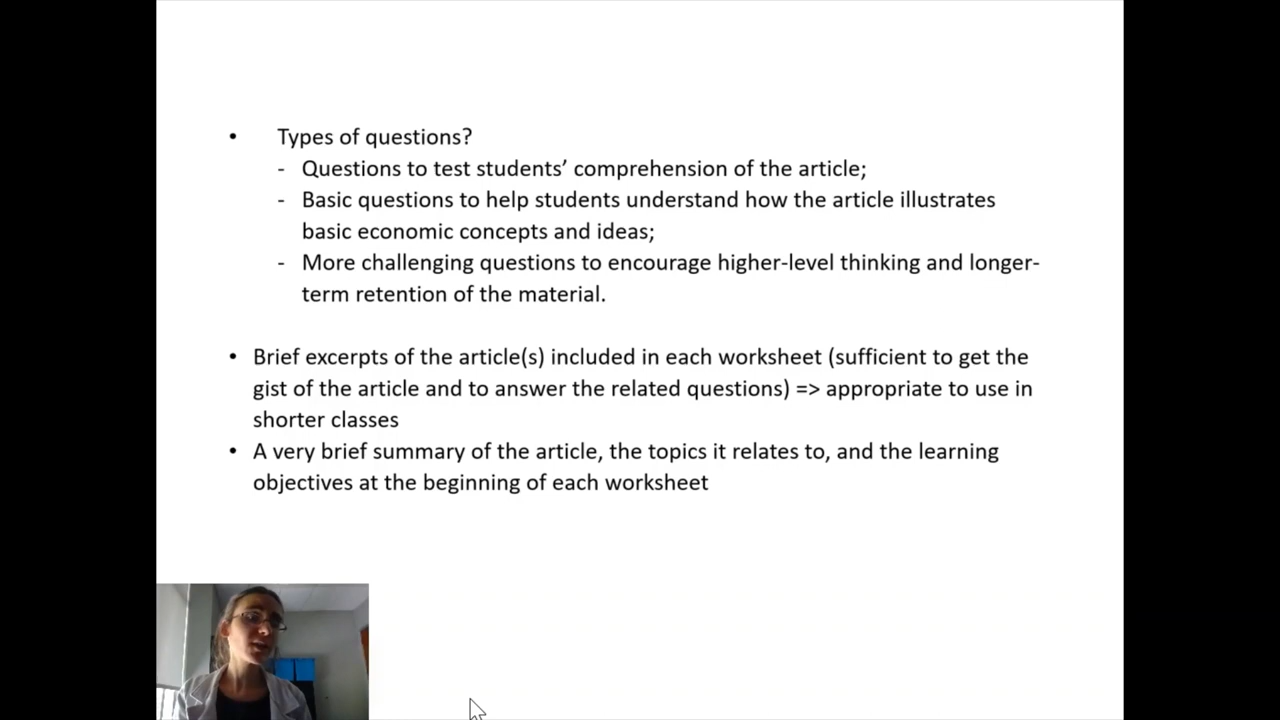 • Types of questions?
- Questions to test students’ comprehension of the article;
- Basic questions to help students understand how the article illustrates
basic economic concepts and ideas;
- More challenging questions to encourage higher-level thinking and longer-
term retention of the material.
• Brief excerpts of the article(s) included in each worksheet (sufficient to get the
gist of the article and to answer the related questions) => appropriate to use in
shorter classes
• A very brief summary of the article, the topics it relates to, and the learning
objectives at the beginning of each worksheet